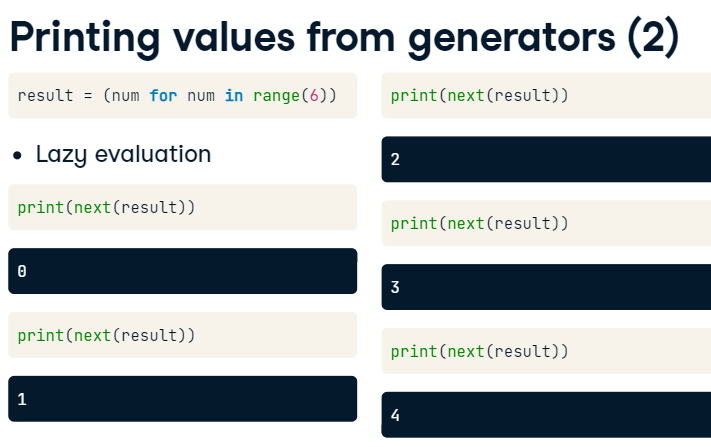 Printing values from generators (2)
result = (num for num in range(6))
• Lazy evaluation
print(next(result))
0
print(next(result))
1
print(next(result))
2
print(next(result))
3
print(next(result))
4